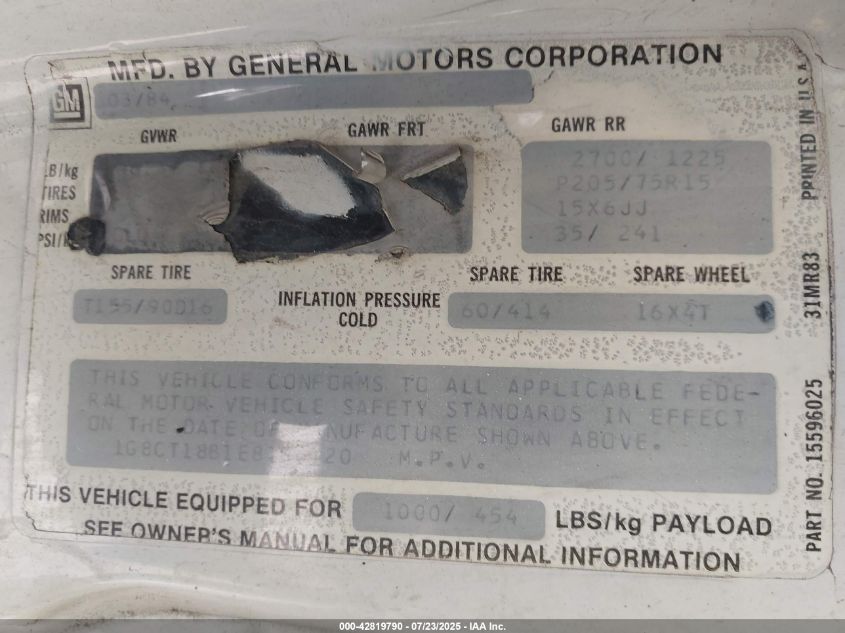 MFD. BY GENERAL MOTORS CORPORATION
GM
03/84
GVWR GAWR FRT GAWR RR
LB/kg 2700/ 1225
TIRES P205/75R15
RIMS 15X6JJ
PSI/ 35/ 241
SPARE TIRE SPARE TIRE SPARE WHEEL
T155/90D16 INFLATION PRESSURE COLD 60/414 16X4T
THIS VEHICLE CONFORMS TO ALL APPLICABLE FEDE-
RAL MOTOR VEHICLE SAFETY STANDARDS IN EFFECT
ON THE DATE OF MANUFACTURE SHOWN ABOVE.
M.P.V.
THIS VEHICLE EQUIPPED FOR 1000/ 454 LBS/kg PAYLOAD
SEE OWNER'S MANUAL FOR ADDITIONAL INFORMATION
PART NO. 15596025 31MR83 PRINTED IN U.S.A.
000-42819790 - 07/23/2025 - IAA Inc.